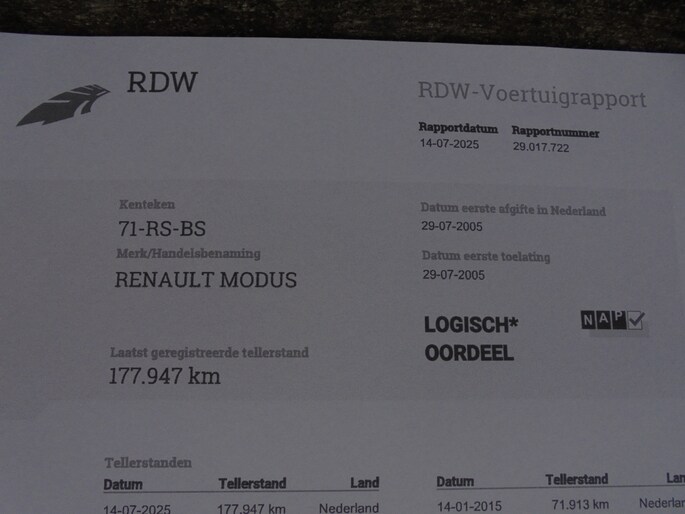 RDW
RDW-Voertuigrapport
Rapportdatum Rapportnummer
14-07-2025 29.017.722
Kenteken
71-RS-BS
Merk/Handelsbenaming
RENAULT MODUS
Datum eerste afgifte in Nederland
29-07-2005
Datum eerste toelating
29-07-2005
LOGISCH*
OORDEEL
NAP
Laatst geregistreerde tellerstand
177.947 km
Tellerstanden
Datum Tellerstand Land
14-07-2025 177.947 km Nederland
Datum Tellerstand Lan
14-01-2015 71.913 km Nederlan